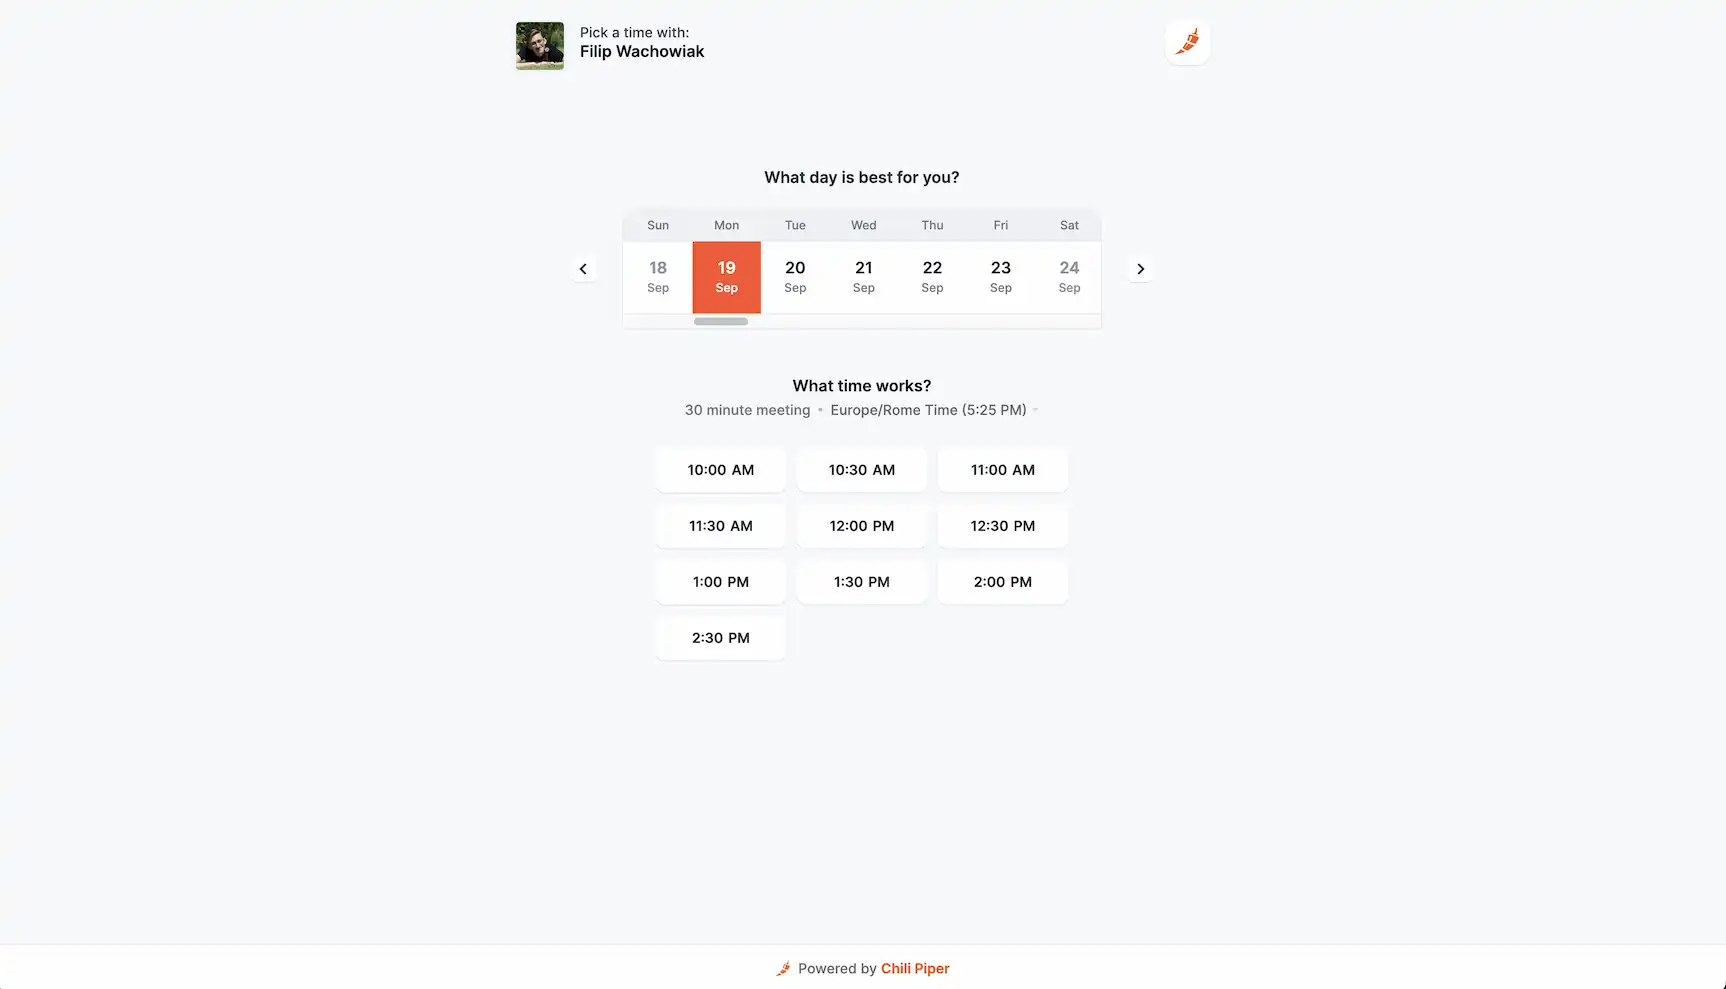 Pick a time with:
Filip Wachowiak
What day is best for you?
Sun Mon Tue Wed Thu Fri Sat
18 19 20 21 22 23 24
Sep Sep Sep Sep Sep Sep Sep
What time works?
30 minute meeting • Europe/Rome Time (5:25 PM)
10:00 AM 10:30 AM 11:00 AM
11:30 AM 12:00 PM 12:30 PM
1:00 PM 1:30 PM 2:00 PM
2:30 PM
Powered by Chili Piper